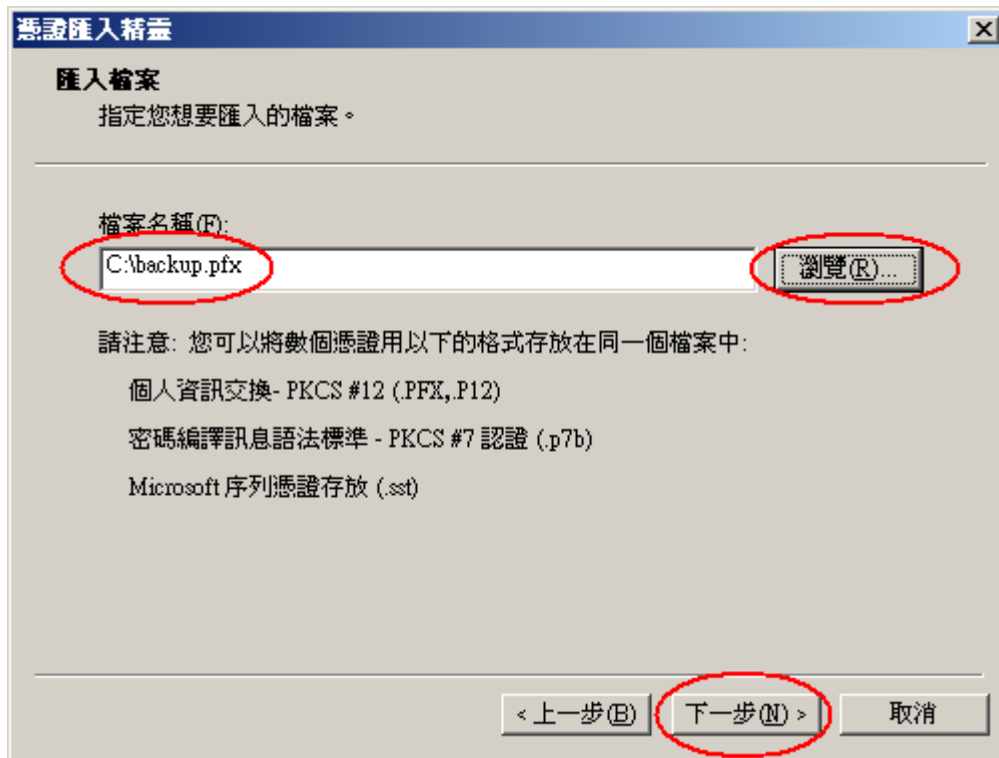 憑證匯入精靈
匯入檔案
指定您想要匯入的檔案。
檔案名稱(F):
C:\backup.pfx
瀏覽(R)...
請注意: 您可以將數個憑證用以下的格式存放在同一個檔案中:
個人資訊交換- PKCS #12 (.PFX,.P12)
密碼編譯訊息語法標準 - PKCS #7 認證 (.p7b)
Microsoft 序列憑證存放 (.sst)
< 上一步(B)
下一步(N) >
取消